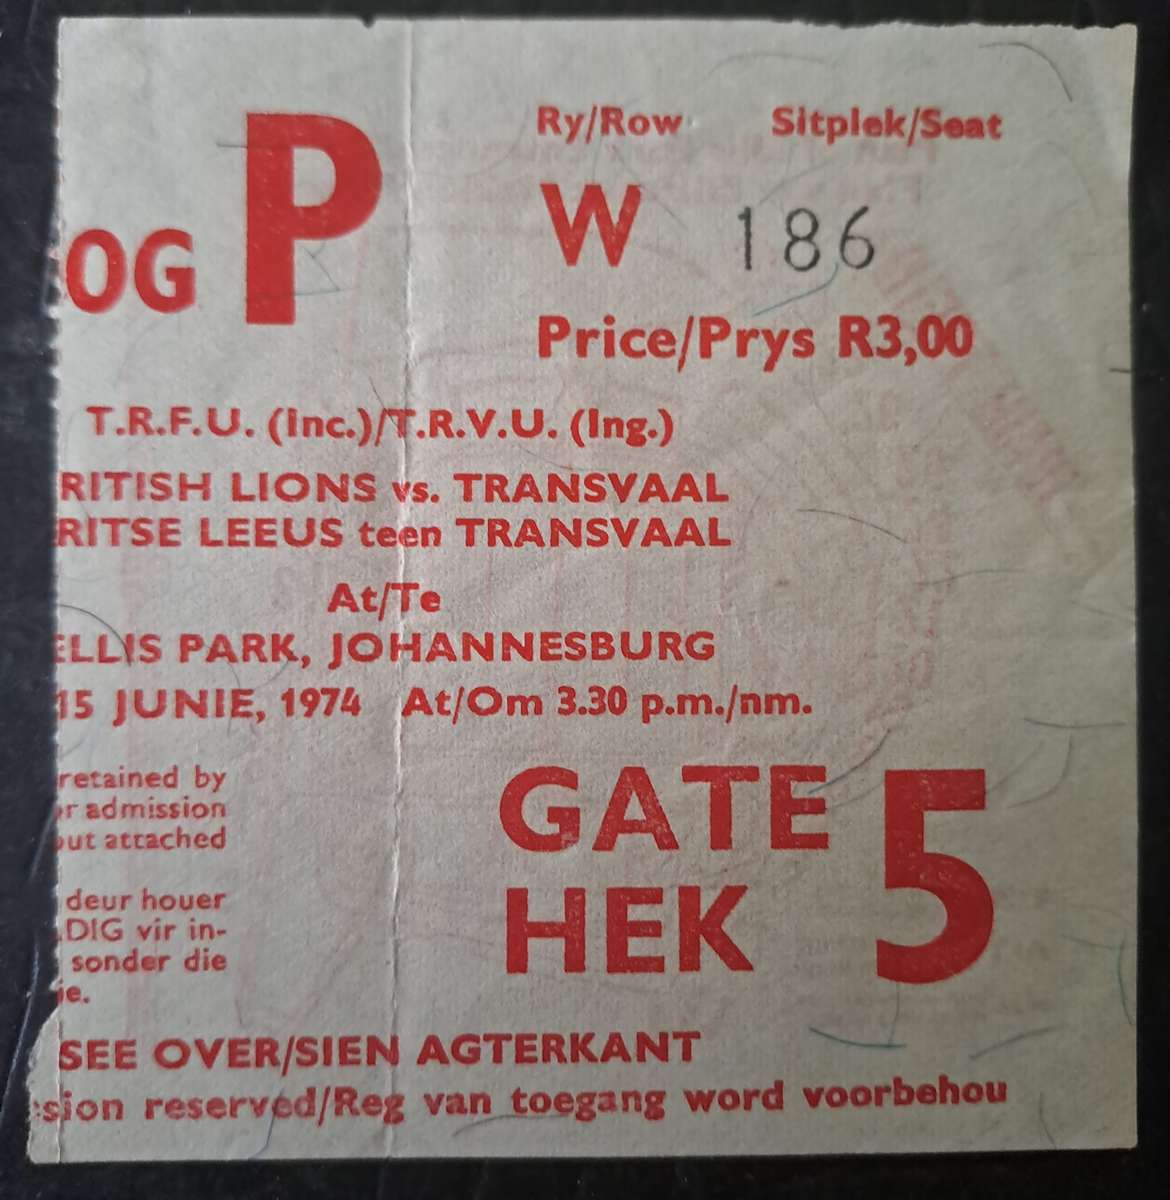 Ry/Row Sitplek/Seat
OG P W 186
Price/Prys R3,00
T.R.F.U. (Inc.)/T.R.V.U. (Ing.)
RITISH LIONS vs. TRANSVAAL
RITSE LEEUS teen TRANSVAAL
At/Te
ELLIS PARK, JOHANNESBURG
15 JUNIE, 1974 At/Om 3.30 p.m./nm.
retained by
r admission
out attached
GATE
HEK 5
deur houer
DIG vir in-
sonder die
ie.
SEE OVER/SIEN AGTERKANT
sion reserved/Reg van toegang word voorbehou